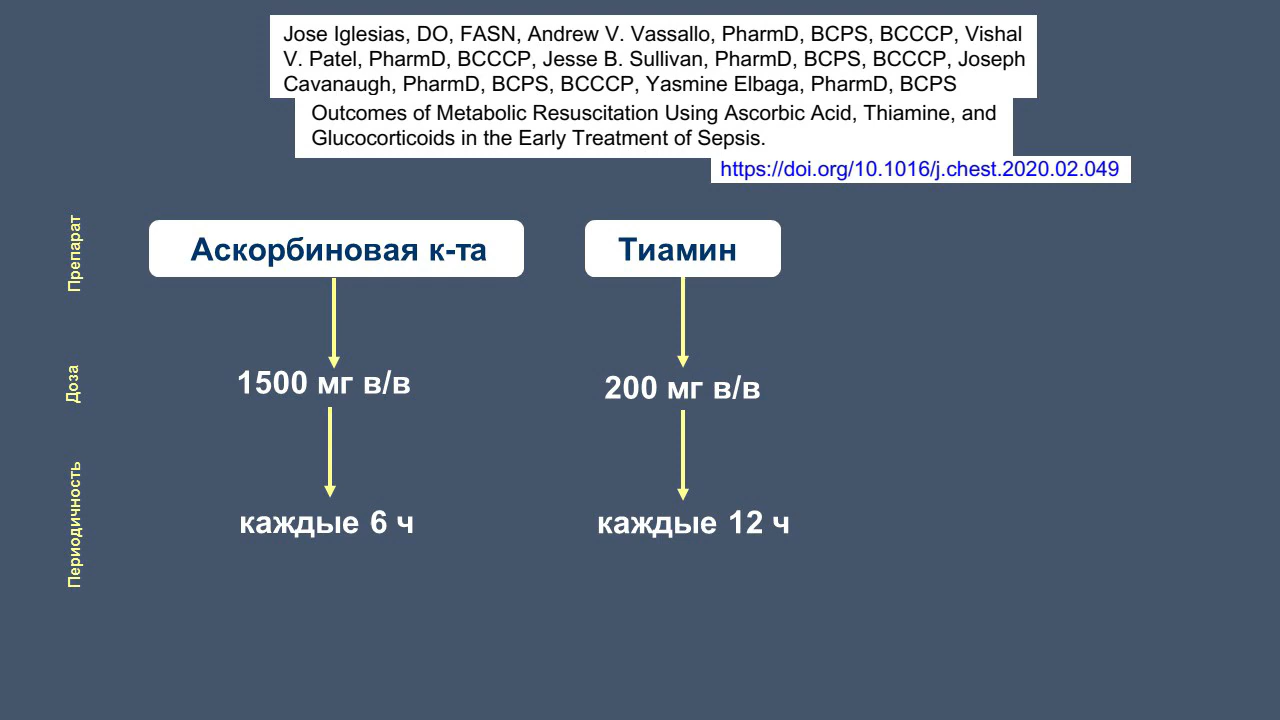 Jose Iglesias, DO, FASN, Andrew V. Vassallo, PharmD, BCPS, BCCCP, Vishal
V. Patel, PharmD, BCCCP, Jesse B. Sullivan, PharmD, BCPS, BCCCP, Joseph
Cavanaugh, PharmD, BCPS, BCCCP, Yasmine Elbaga, PharmD, BCPS
Outcomes of Metabolic Resuscitation Using Ascorbic Acid, Thiamine, and
Glucocorticoids in the Early Treatment of Sepsis.
https://doi.org/10.1016/j.chest.2020.02.049
Препарат
Аскорбиновая к-та
Тиамин
Доза
1500 мг в/в
200 мг в/в
Периодичность
каждые 6 ч
каждые 12 ч